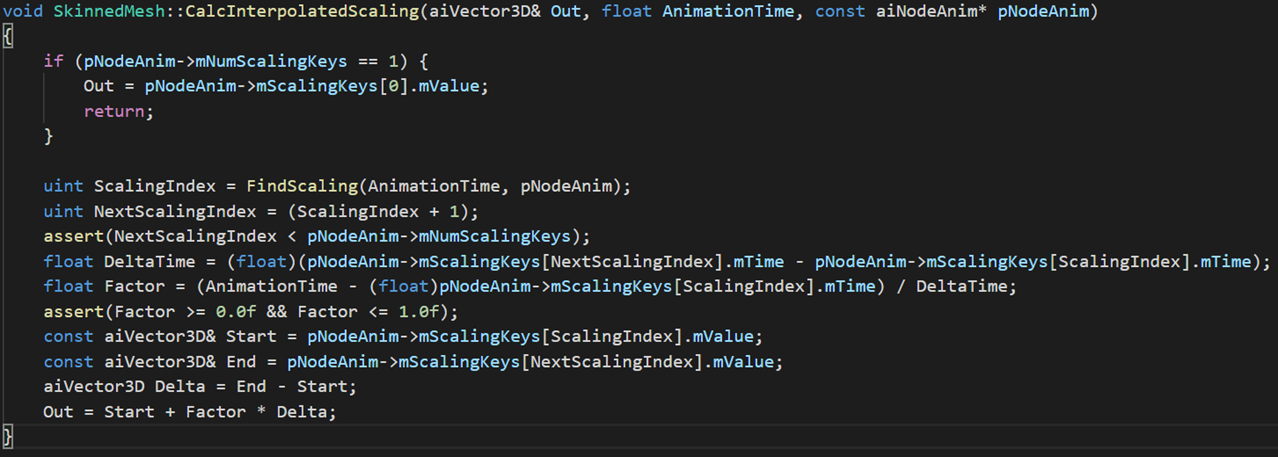 void SkinnedMesh::CalcInterpolatedScaling(aiVector3D& Out, float AnimationTime, const aiNodeAnim* pNodeAnim)
{
    if (pNodeAnim->mNumScalingKeys == 1) {
        Out = pNodeAnim->mScalingKeys[0].mValue;
        return;
    }

    uint ScalingIndex = FindScaling(AnimationTime, pNodeAnim);
    uint NextScalingIndex = (ScalingIndex + 1);
    assert(NextScalingIndex < pNodeAnim->mNumScalingKeys);
    float DeltaTime = (float)(pNodeAnim->mScalingKeys[NextScalingIndex].mTime - pNodeAnim->mScalingKeys[ScalingIndex].mTime);
    float Factor = (AnimationTime - (float)pNodeAnim->mScalingKeys[ScalingIndex].mTime) / DeltaTime;
    assert(Factor >= 0.0f && Factor <= 1.0f);
    const aiVector3D& Start = pNodeAnim->mScalingKeys[ScalingIndex].mValue;
    const aiVector3D& End = pNodeAnim->mScalingKeys[NextScalingIndex].mValue;
    aiVector3D Delta = End - Start;
    Out = Start + Factor * Delta;
}